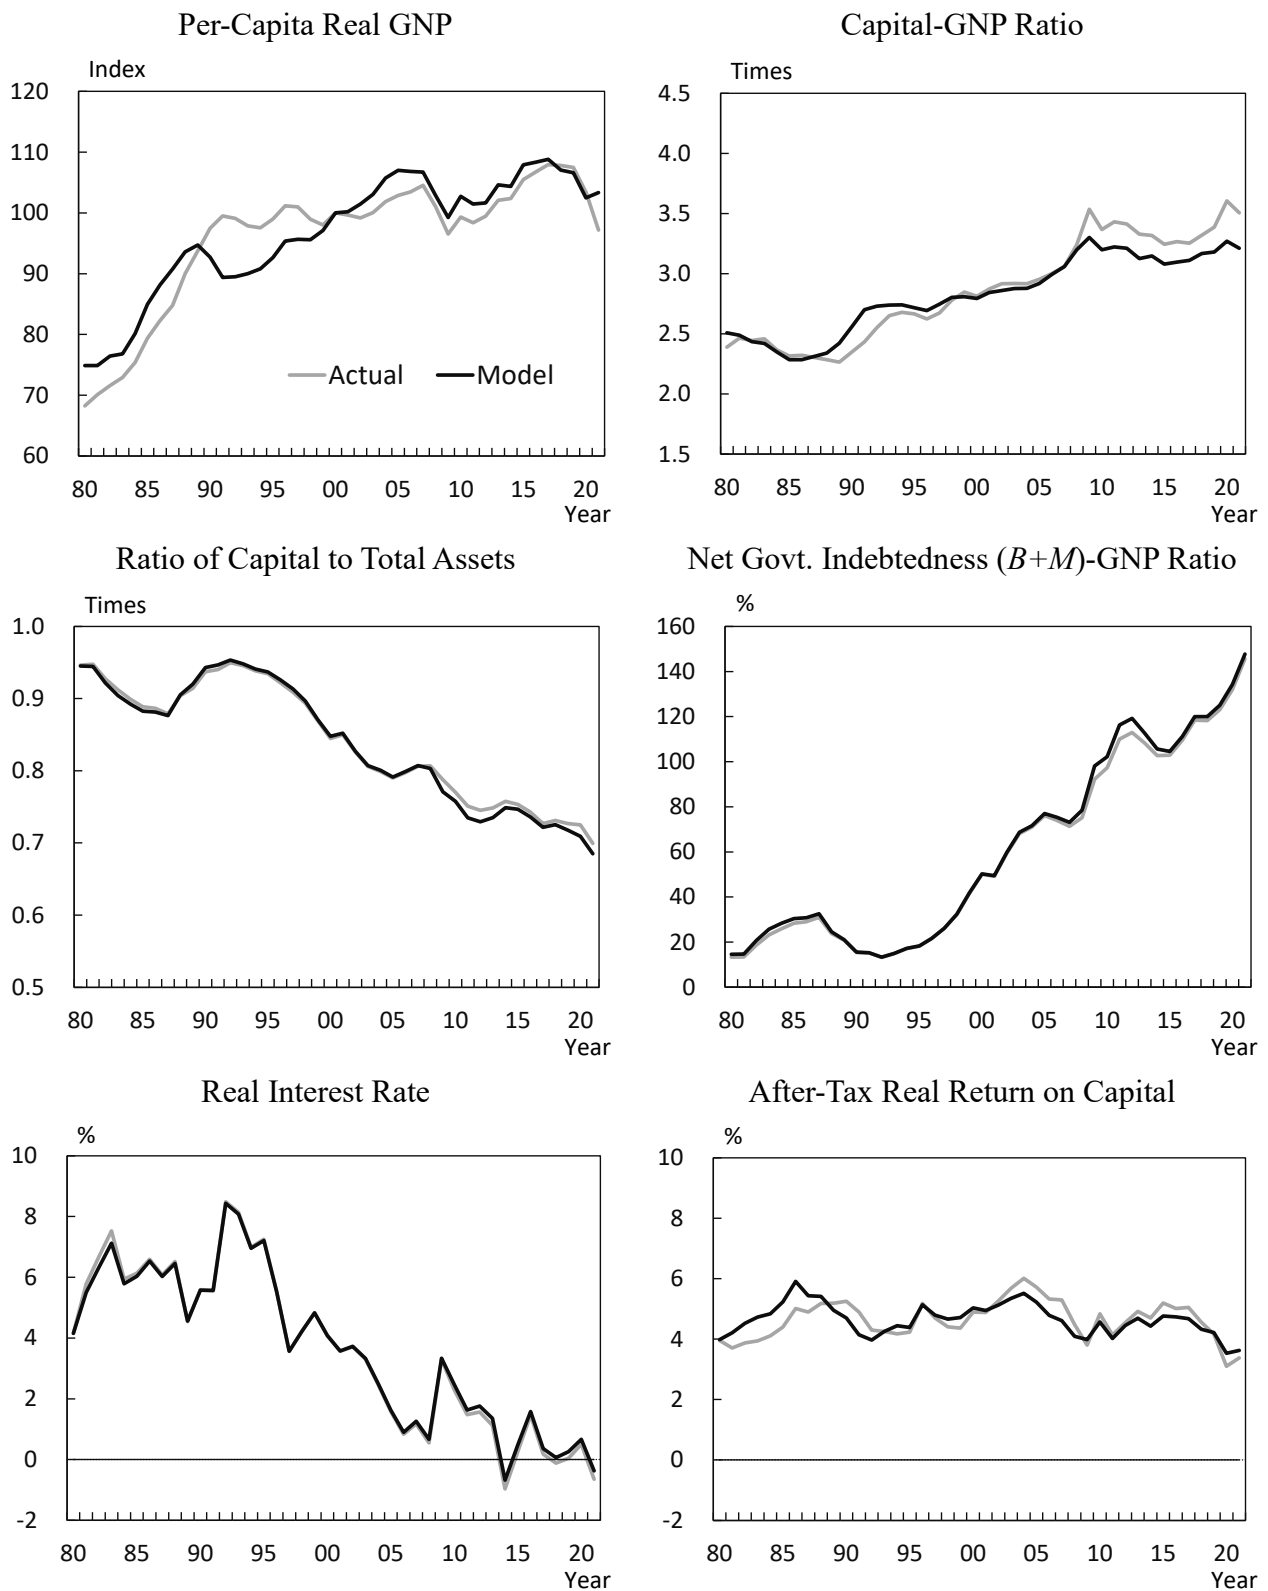 Per-Capita Real GNP
Index
120
110
100
90
80
70
60
Actual
Model
80 85 90 95 00 05 10 15 20
Year
Capital-GNP Ratio
Times
4.5
4.0
3.5
3.0
2.5
2.0
1.5
80 85 90 95 00 05 10 15 20
Year
Ratio of Capital to Total Assets
Times
1.0
0.9
0.8
0.7
0.6
0.5
80 85 90 95 00 05 10 15 20
Year
Net Govt. Indebtedness (B+M)-GNP Ratio
%
160
140
120
100
80
60
40
20
0
80 85 90 95 00 05 10 15 20
Year
Real Interest Rate
%
10
8
6
4
2
0
-2
80 85 90 95 00 05 10 15 20
Year
After-Tax Real Return on Capital
%
10
8
6
4
2
0
-2
80 85 90 95 00 05 10 15 20
Year